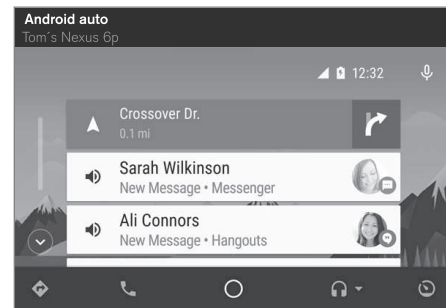 Android auto
Tom´s Nexus 6p
12:32
Crossover Dr.
0.1 mi
Sarah Wilkinson
New Message • Messenger
Ali Connors
New Message • Hangouts